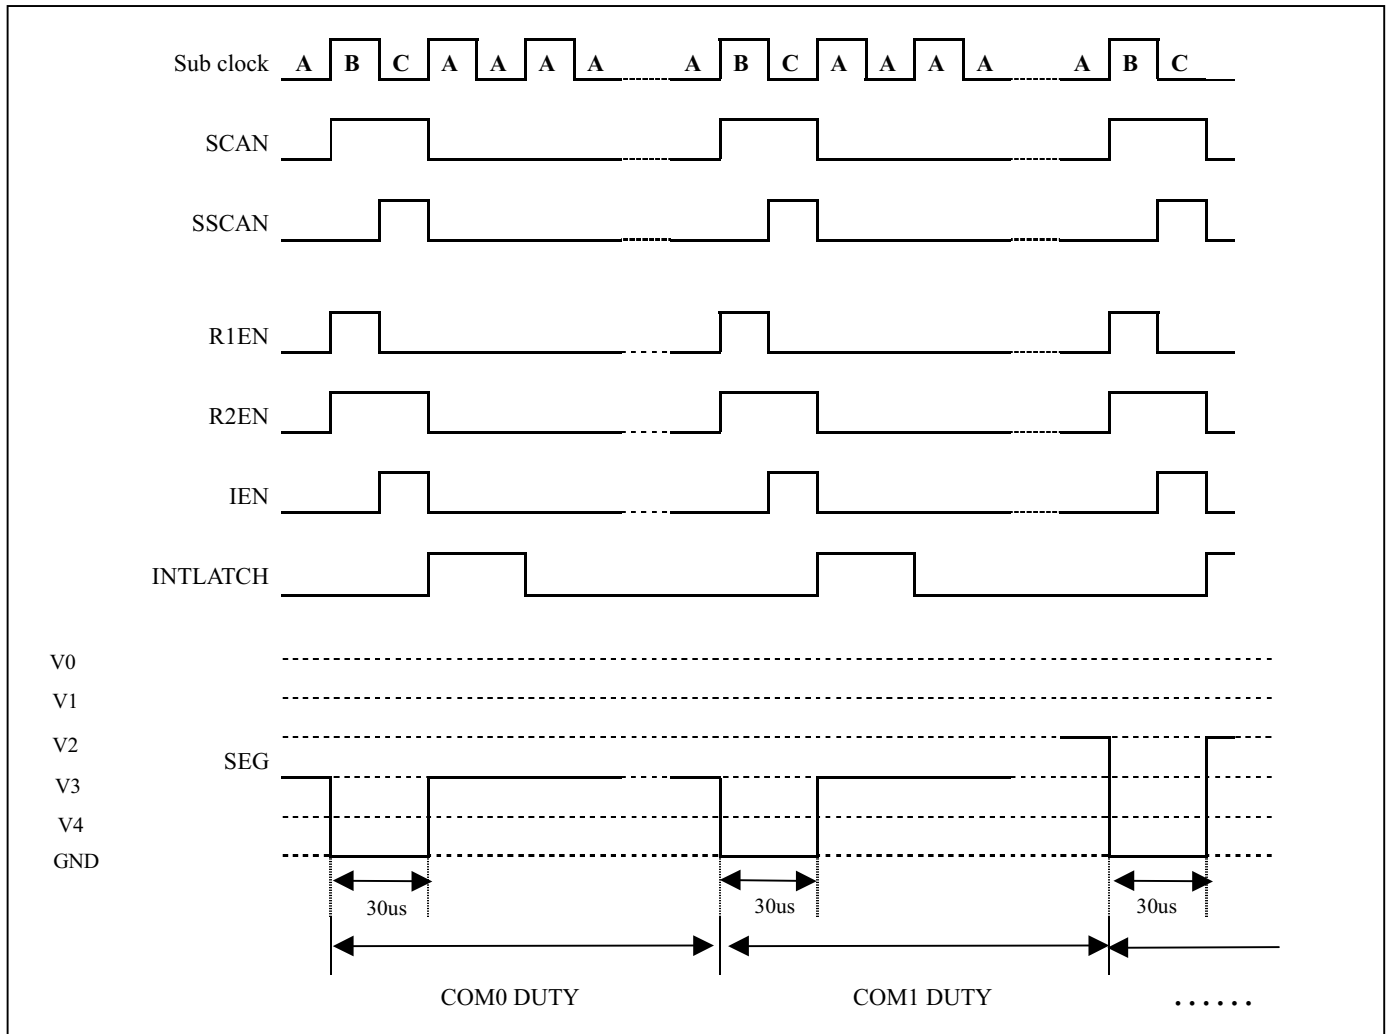 Sub clock A B C A A A A A B C A A A A A B C
SCAN
SSCAN
R1EN
R2EN
IEN
INTLATCH
V0
V1
V2
SEG
V3
V4
GND
30us 30us 30us
COM0 DUTY COM1 DUTY ......